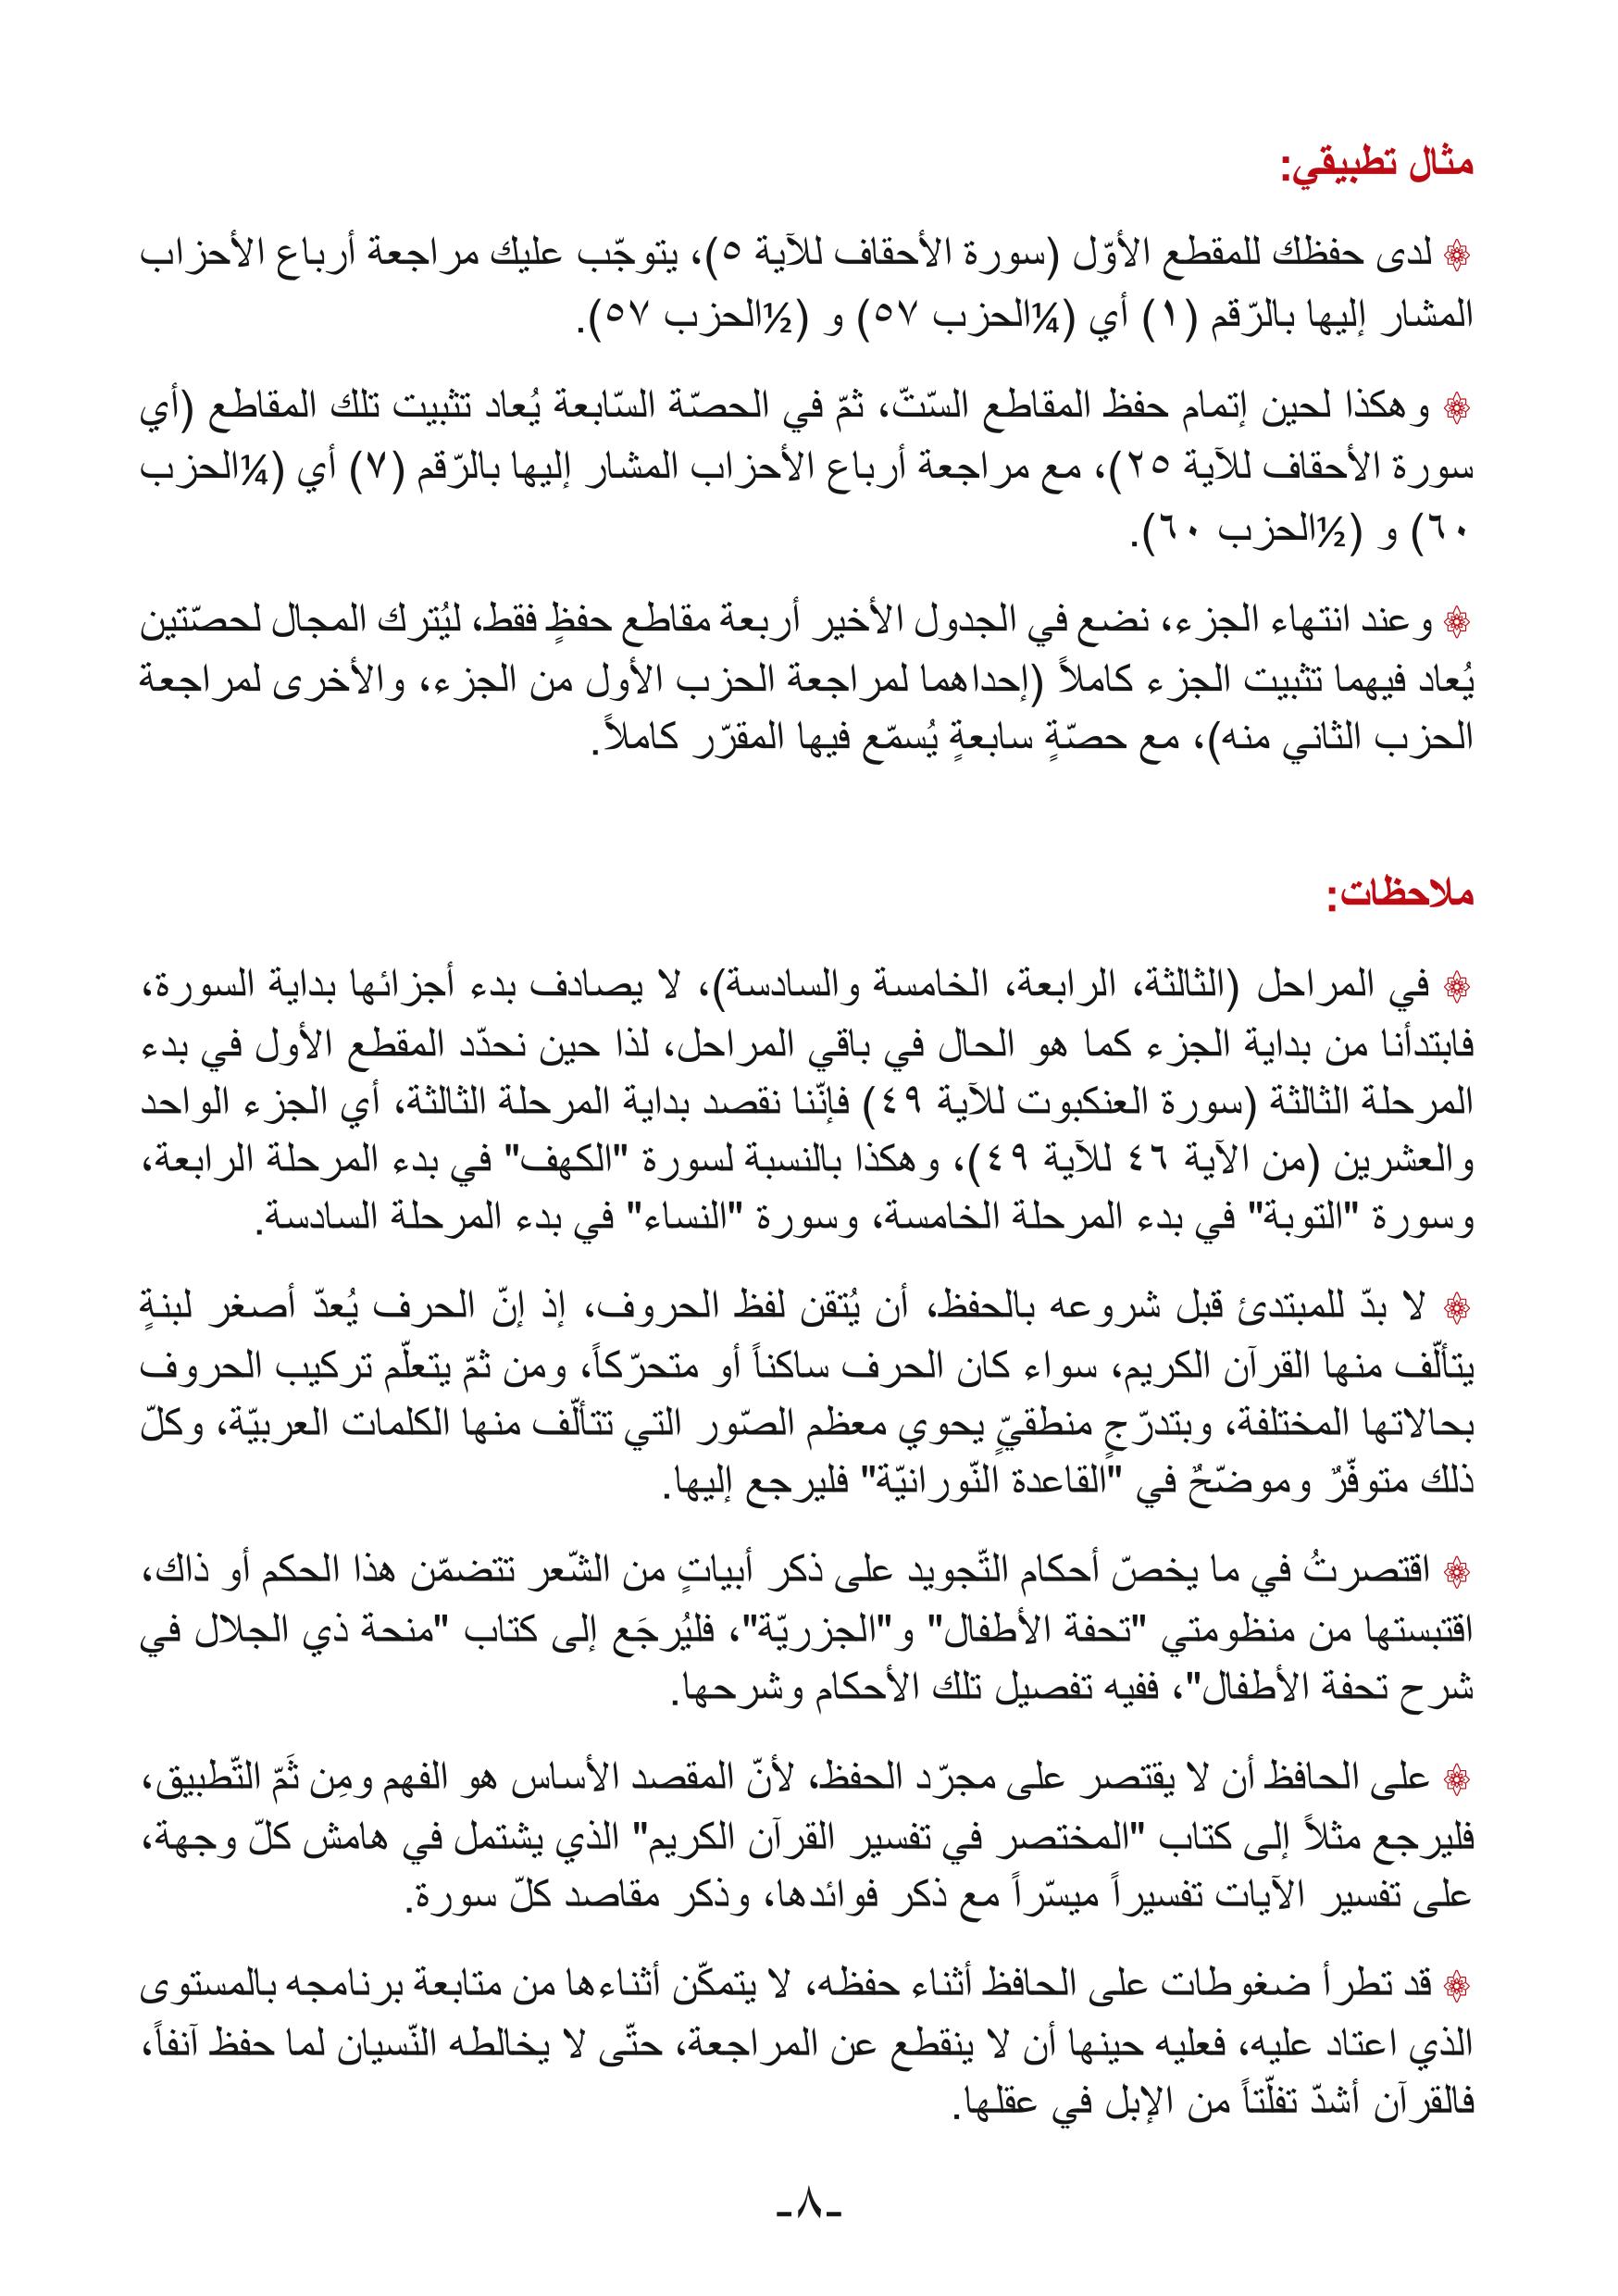 مثال تطبيقي:
لدى حفظك للمقطع الأوّل (سورة الأحقاف للآية ٥)، يتوجّب عليك مراجعة أرباع الأحزاب
المشار إليها بالرّقم (١) أي (¼الحزب ٥٧) و (½الحزب ٥٧).
وهكذا لحين إتمام حفظ المقاطع السّتّ، ثمّ في الحصّة السّابعة يُعاد تثبيت تلك المقاطع (أي
سورة الأحقاف للآية ٢٥)، مع مراجعة أرباع الأحزاب المشار إليها بالرّقم (٧) أي (¼الحزب
٦٠) و (½الحزب ٦٠).
وعند انتهاء الجزء، نضع في الجدول الأخير أربعة مقاطع حفظٍ فقط، ليُترك المجال لحصّتين
يُعاد فيهما تثبيت الجزء كاملاً (إحداهما لمراجعة الحزب الأول من الجزء، والأخرى لمراجعة
الحزب الثاني منه)، مع حصّةٍ سابعةٍ يُسمّع فيها المقرّر كاملاً.
ملاحظات:
في المراحل (الثالثة، الرابعة، الخامسة والسادسة)، لا يصادف بدء أجزائها بداية السورة،
فابتدأنا من بداية الجزء كما هو الحال في باقي المراحل، لذا حين نحدّد المقطع الأول في بدء
المرحلة الثالثة (سورة العنكبوت للآية ٤٩) فإنّنا نقصد بداية المرحلة الثالثة، أي الجزء الواحد
والعشرين (من الآية ٤٦ للآية ٤٩)، وهكذا بالنسبة لسورة "الكهف" في بدء المرحلة الرابعة،
وسورة "التوبة" في بدء المرحلة الخامسة، وسورة "النساء" في بدء المرحلة السادسة.
لا بدّ للمبتدئ قبل شروعه بالحفظ، أن يُتقن لفظ الحروف، إذ إنّ الحرف يُعدّ أصغر لبنةٍ
يتألّف منها القرآن الكريم، سواء كان الحرف ساكناً أو متحرّكاً، ومن ثمّ يتعلّم تركيب الحروف
بحالاتها المختلفة، وبتدرّجٍ منطقيٍّ يحوي معظم الصّور التي تتألّف منها الكلمات العربيّة، وكلّ
ذلك متوفّرٌ وموضّحٌ في "القاعدة النّورانيّة" فليرجع إليها.
اقتصرتُ في ما يخصّ أحكام التّجويد على ذكر أبياتٍ من الشّعر تتضمّن هذا الحكم أو ذاك،
اقتبستها من منظومتي "تحفة الأطفال" و"الجزريّة"، فليُرجَع إلى كتاب "منحة ذي الجلال في
شرح تحفة الأطفال"، ففيه تفصيل تلك الأحكام وشرحها.
على الحافظ أن لا يقتصر على مجرّد الحفظ، لأنّ المقصد الأساس هو الفهم ومِن ثَمّ التّطبيق،
فليرجع مثلاً إلى كتاب "المختصر في تفسير القرآن الكريم" الذي يشتمل في هامش كلّ وجهة،
على تفسير الآيات تفسيراً ميسّراً مع ذكر فوائدها، وذكر مقاصد كلّ سورة.
قد تطرأ ضغوطات على الحافظ أثناء حفظه، لا يتمكّن أثناءها من متابعة برنامجه بالمستوى
الذي اعتاد عليه، فعليه حينها أن لا ينقطع عن المراجعة، حتّى لا يخالطه النّسيان لما حفظ آنفاً،
فالقرآن أشدّ تفلّتاً من الإبل في عقلها.
-٨-